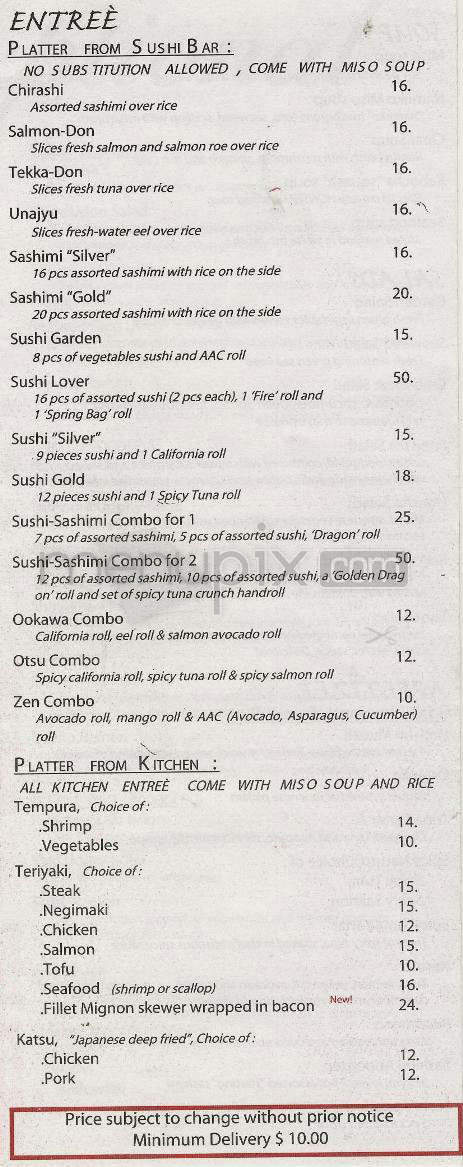 ENTREÈ
PLATTER FROM SUSHI BAR :
NO SUBS TITUTION ALLOWED , COME WITH MISO SOUP
Chirashi 16.
Assorted sashimi over rice
Salmon-Don 16.
Slices fresh salmon and salmon roe over rice
Tekka-Don 16.
Slices fresh tuna over rice
Unajyu 16.
Slices fresh-water eel over rice
Sashimi “Silver” 16.
16 pcs assorted sashimi with rice on the side
Sashimi “Gold” 20.
20 pcs assorted sashimi with rice on the side
Sushi Garden 15.
8 pcs of vegetables sushi and AAC roll
Sushi Lover 50.
16 pcs of assorted sushi (2 pcs each), 1 ‘Fire’ roll and
1 ‘Spring Bag’ roll
Sushi “Silver” 15.
9 pieces sushi and 1 California roll
Sushi Gold 18.
12 pieces sushi and 1 Spicy Tuna roll
Sushi-Sashimi Combo for 1 25.
7 pcs of assorted sashimi, 5 pcs of assorted sushi, ‘Dragon’ roll
Sushi-Sashimi Combo for 2 50.
12 pcs of assorted sashimi, 10 pcs of assorted sushi, a ‘Golden Drag
on’ roll and set of spicy tuna crunch handroll
menupix.com
Ookawa Combo 12.
California roll, eel roll & salmon avocado roll
Otsu Combo 12.
Spicy california roll, spicy tuna roll & spicy salmon roll
Zen Combo 10.
Avocado roll, mango roll & AAC (Avocado, Asparagus, Cucumber)
roll
PLATTER FROM KITCHEN :
ALL KITCHEN ENTREÈ COME WITH MISO SOUP AND RICE
Tempura, Choice of :
.Shrimp 14.
.Vegetables 10.
Teriyaki, Choice of :
.Steak 15.
.Negimaki 15.
.Chicken 12.
.Salmon 15.
.Tofu 10.
.Seafood (shrimp or scallop) 16.
.Fillet Mignon skewer wrapped in bacon New! 24.
Katsu, “Japanese deep fried”, Choice of :
.Chicken 12.
.Pork 12.
Price subject to change without prior notice
Minimum Delivery $ 10.00